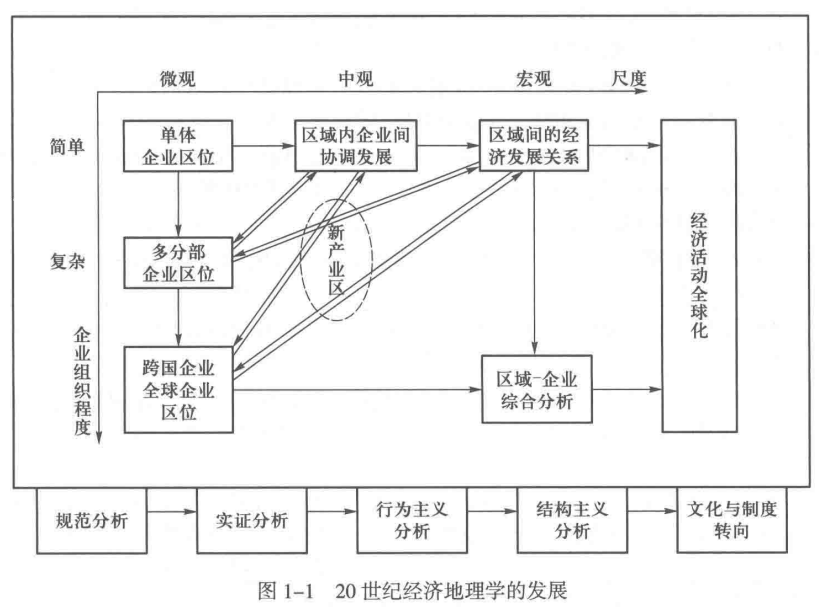 微观
中观
宏观
尺度
简单
单体
企业区位
区域内企业间
协调发展
区域间的经
济发展关系
复杂
多分部
企业区位
新产业区
经济活动全球化
企业组织程度
跨国企业
全球企业
区位
区域-企业
综合分析
规范分析
实证分析
行为主义
分析
结构主义
分析
文化与制度
转向
图 1-1 20 世纪经济地理学的发展